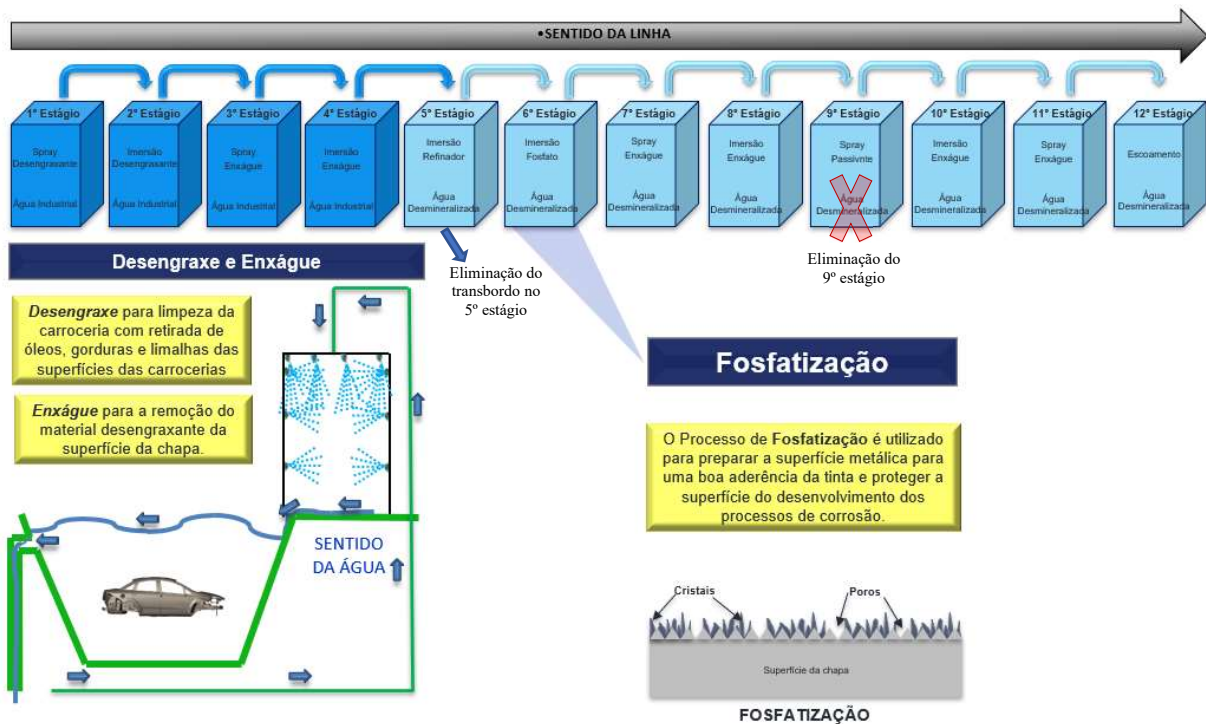 •SENTIDO DA LINHA
1º Estágio
Spray
Desengraxante
Água Industrial
2º Estágio
Imersão
Desengraxante
Água Industrial
3º Estágio
Spray
Enxágue
Água Industrial
4º Estágio
Imersão
Enxágue
Água Industrial
5º Estágio
Imersão
Refinador
Água
Desmineralizada
6º Estágio
Imersão
Fosfato
Água
Desmineralizada
7º Estágio
Spray
Enxágue
Água
Desmineralizada
8º Estágio
Imersão
Enxágue
Água
Desmineralizada
9º Estágio
Spray
Passivnte
Água
Desmineralizada
10º Estágio
Imersão
Enxágue
Água
Desmineralizada
11º Estágio
Spray
Enxágue
Água
Desmineralizada
12º Estágio
Escoamento
Água
Desmineralizada
Desengraxe e Enxágue
Eliminação do
transbordo no
5º estágio
Eliminação do
9º estágio
Desengraxe para limpeza da
carroceria com retirada de
óleos, gorduras e limalhas das
superfícies das carrocerias
Enxágue para a remoção do
material desengraxante da
superfície da chapa.
SENTIDO
DA ÁGUA
Fosfatização
O Processo de Fosfatização é utilizado
para preparar a superfície metálica para
uma boa aderência da tinta e proteger a
superfície do desenvolvimento dos
processos de corrosão.
Cristais
Poros
Superfície da chapa
FOSFATIZAÇÃO